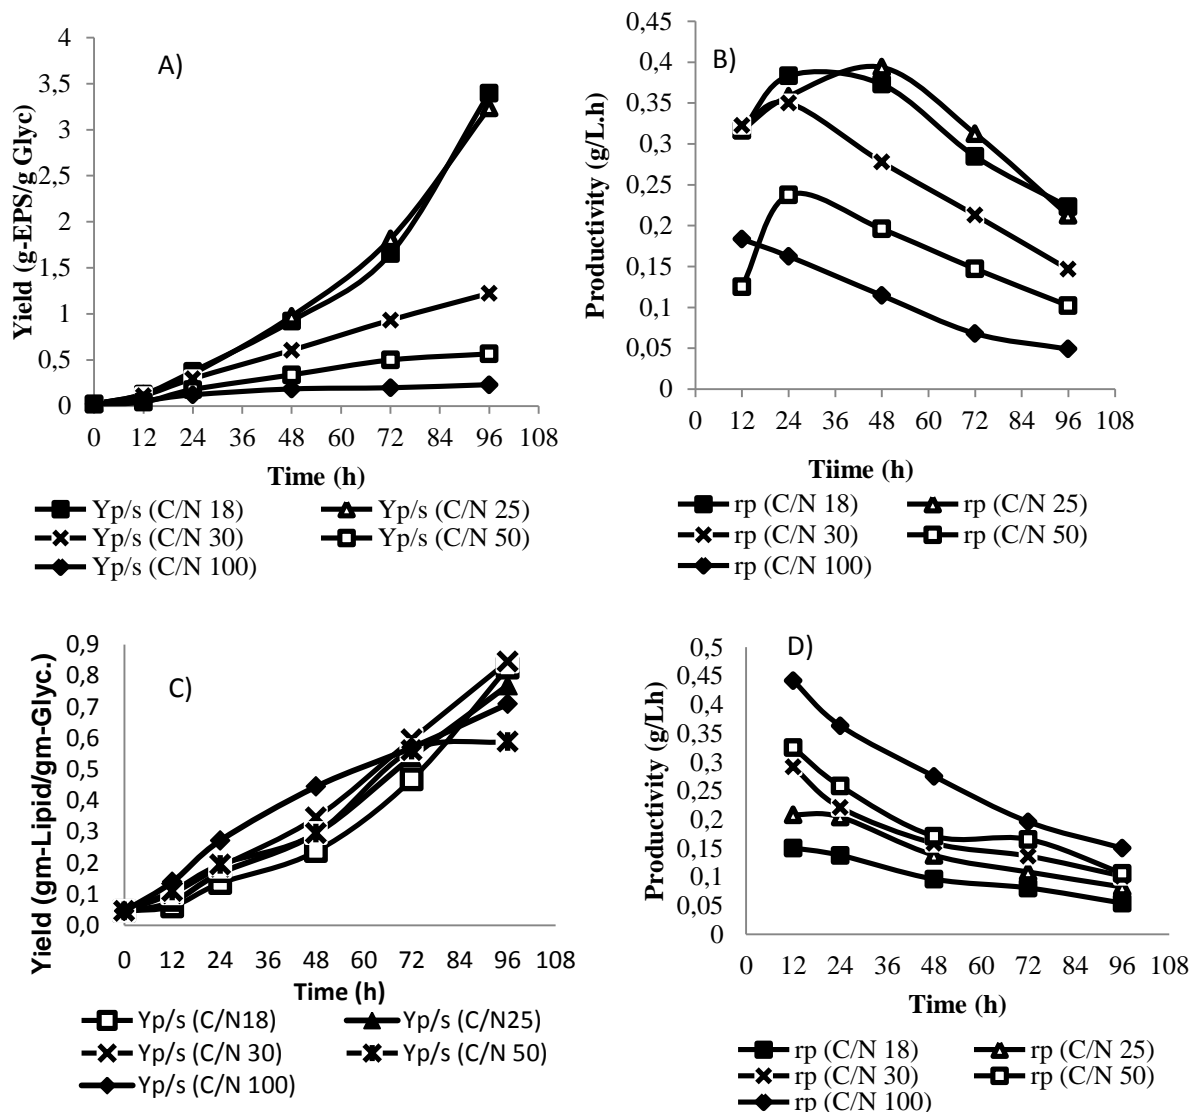 A)
Yield (g-EPS/g Glyc)
4
3,5
3
2,5
2
1,5
1
0,5
0
0 12 24 36 48 60 72 84 96 108
Time (h)
Yp/s (C/N 18) Yp/s (C/N 25)
Yp/s (C/N 30) Yp/s (C/N 50)
Yp/s (C/N 100)
B)
Productivity (g/L.h)
0,45
0,4
0,35
0,3
0,25
0,2
0,15
0,1
0,05
0
0 12 24 36 48 60 72 84 96 108
Tiime (h)
rp (C/N 18) rp (C/N 25)
rp (C/N 30) rp (C/N 50)
rp (C/N 100)
C)
Yield (gm-Lipid/gm-Glyc.)
0,9
0,8
0,7
0,6
0,5
0,4
0,3
0,2
0,1
0,0
0 12 24 36 48 60 72 84 96 108
Time (h)
Yp/s (C/N18) Yp/s (C/N25)
Yp/s (C/N 30) Yp/s (C/N 50)
Yp/s (C/N 100)
D)
Productivity (g/Lh)
0,5
0,45
0,4
0,35
0,3
0,25
0,2
0,15
0,1
0,05
0
0 12 24 36 48 60 72 84 96 108
Time (h)
rp (C/N 18) rp (C/N 25)
rp (C/N 30) rp (C/N 50)
rp (C/N 100)